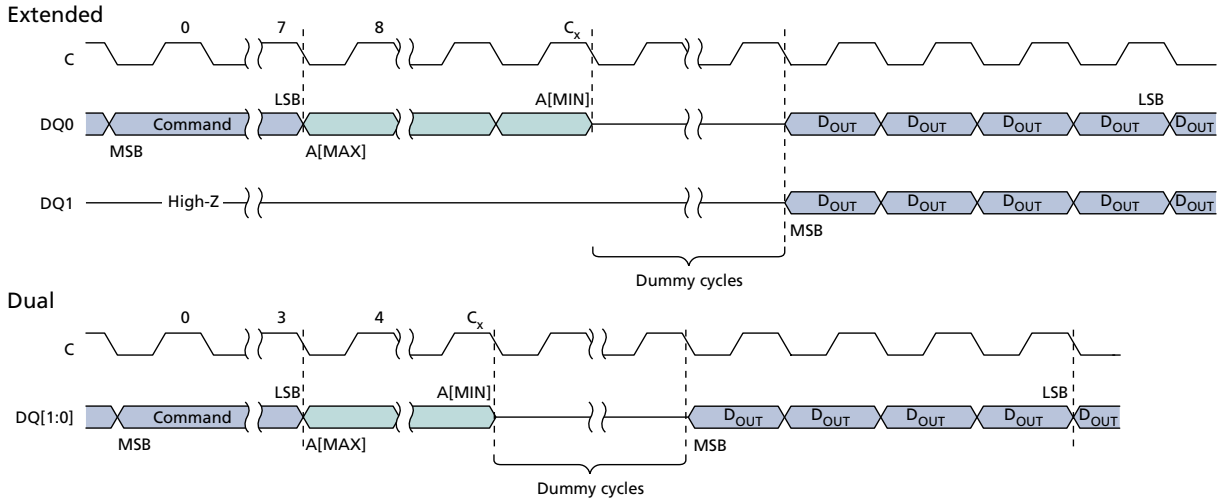 Extended
0 7 8 Cx
C
LSB A[MIN] LSB
DQ0 Command DOUT DOUT DOUT DOUT DOUT
MSB A[MAX]
DQ1 High-Z DOUT DOUT DOUT DOUT DOUT
MSB
Dummy cycles
Dual
0 3 4 Cx
C
LSB A[MIN] LSB
DQ[1:0] Command DOUT DOUT DOUT DOUT DOUT
MSB A[MAX] MSB
Dummy cycles